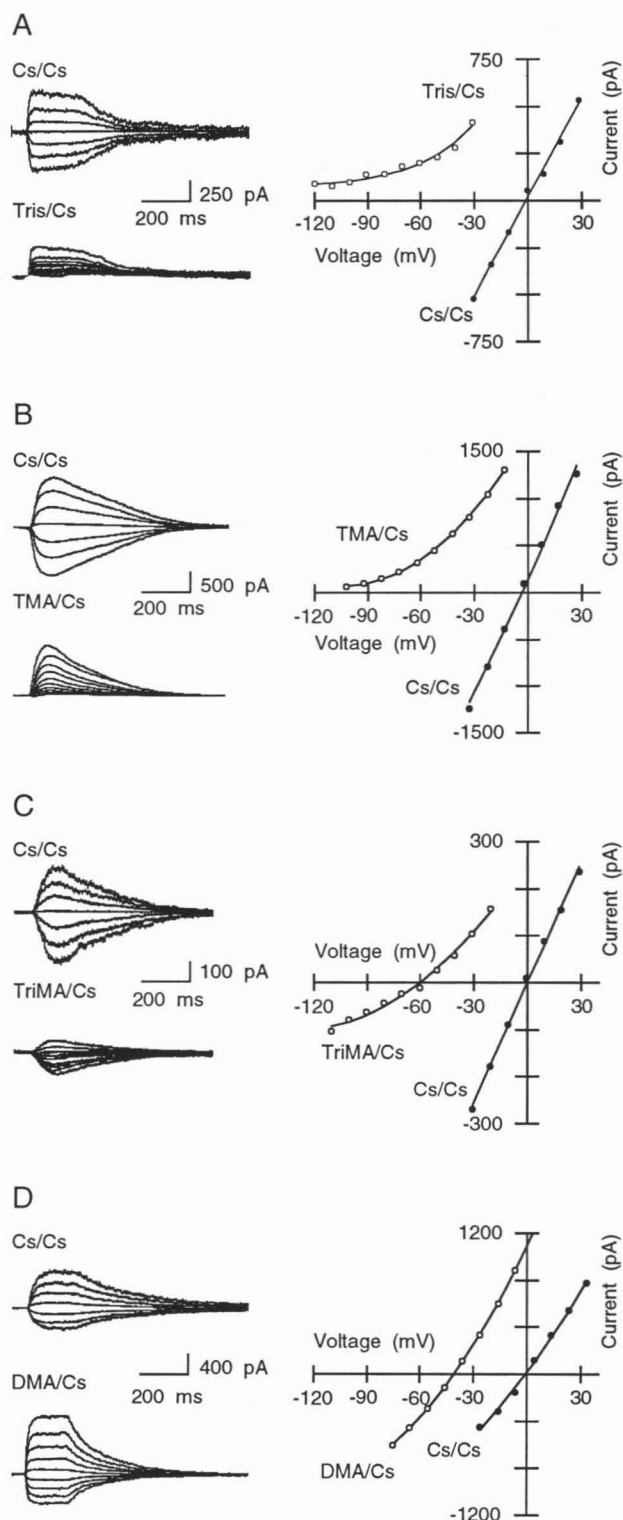 A
Cs/Cs
250 pA
200 ms
Tris/Cs
750
Current (pA)
Tris/Cs
-120 -90 -60 -30 30
Voltage (mV)
Cs/Cs
-750
B
Cs/Cs
500 pA
200 ms
TMA/Cs
1500
Current (pA)
TMA/Cs
-120 -90 -60 -30 30
Voltage (mV)
Cs/Cs
-1500
C
Cs/Cs
100 pA
200 ms
TriMA/Cs
300
Current (pA)
Voltage (mV)
-120 -90 -60 -30 30
TriMA/Cs
Cs/Cs
-300
D
Cs/Cs
400 pA
200 ms
DMA/Cs
1200
Current (pA)
Voltage (mV)
-120 -90 -60 -30 30
DMA/Cs
Cs/Cs
-1200